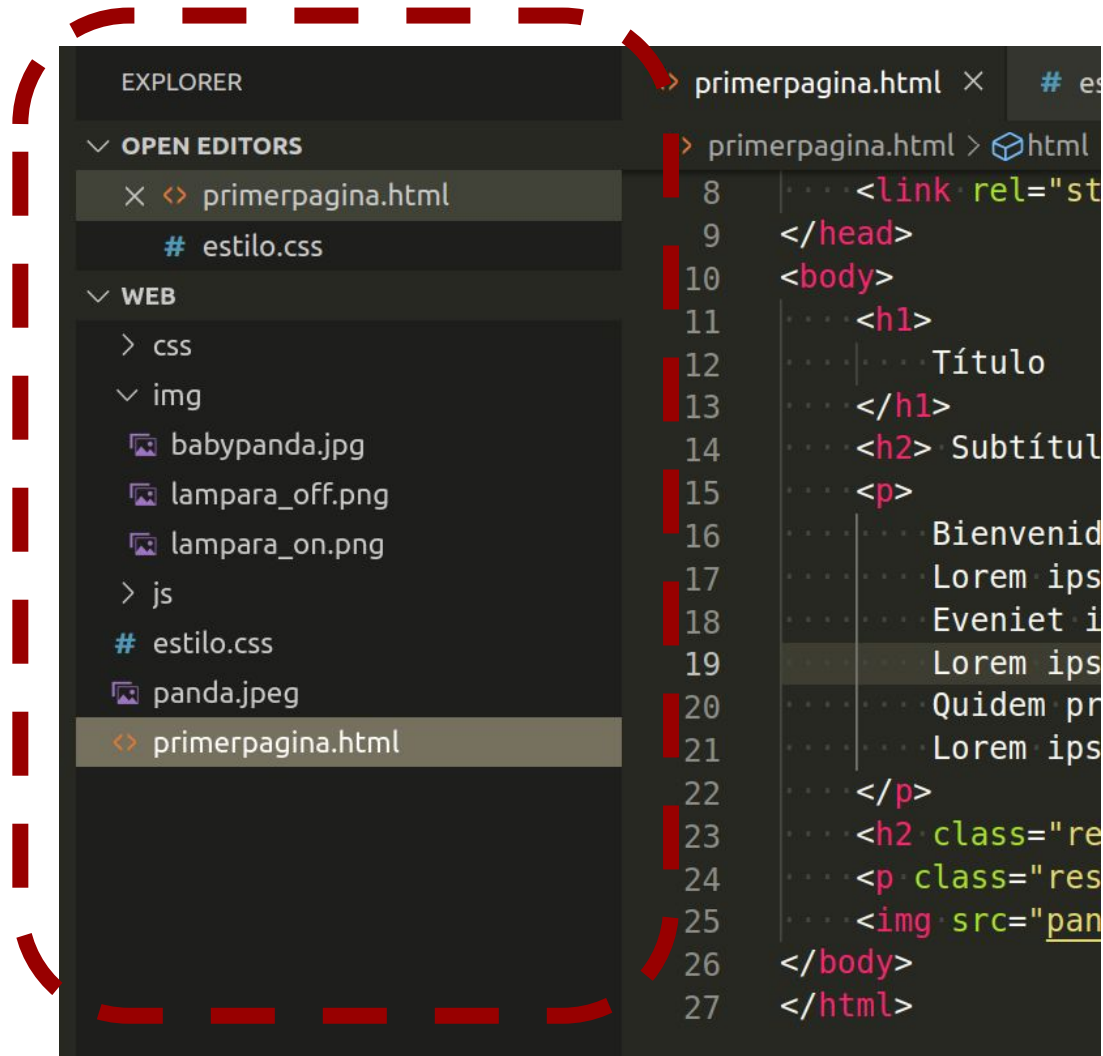 EXPLORER
OPEN EDITORS
primerpagina.html
# estilo.css
WEB
css
img
babypanda.jpg
lampara_off.png
lampara_on.png
js
# estilo.css
panda.jpeg
primerpagina.html
primerpagina.html × # es
primerpagina.html > html
8 <link rel="st
9 </head>
10 <body>
11 <h1>
12 Título
13 </h1>
14 <h2> Subtítul
15 <p>
16 Bienvenid
17 Lorem ips
18 Eveniet i
19 Lorem ips
20 Quidem pr
21 Lorem ips
22 </p>
23 <h2 class="re
24 <p class="res
25 <img src="pan
26 </body>
27 </html>